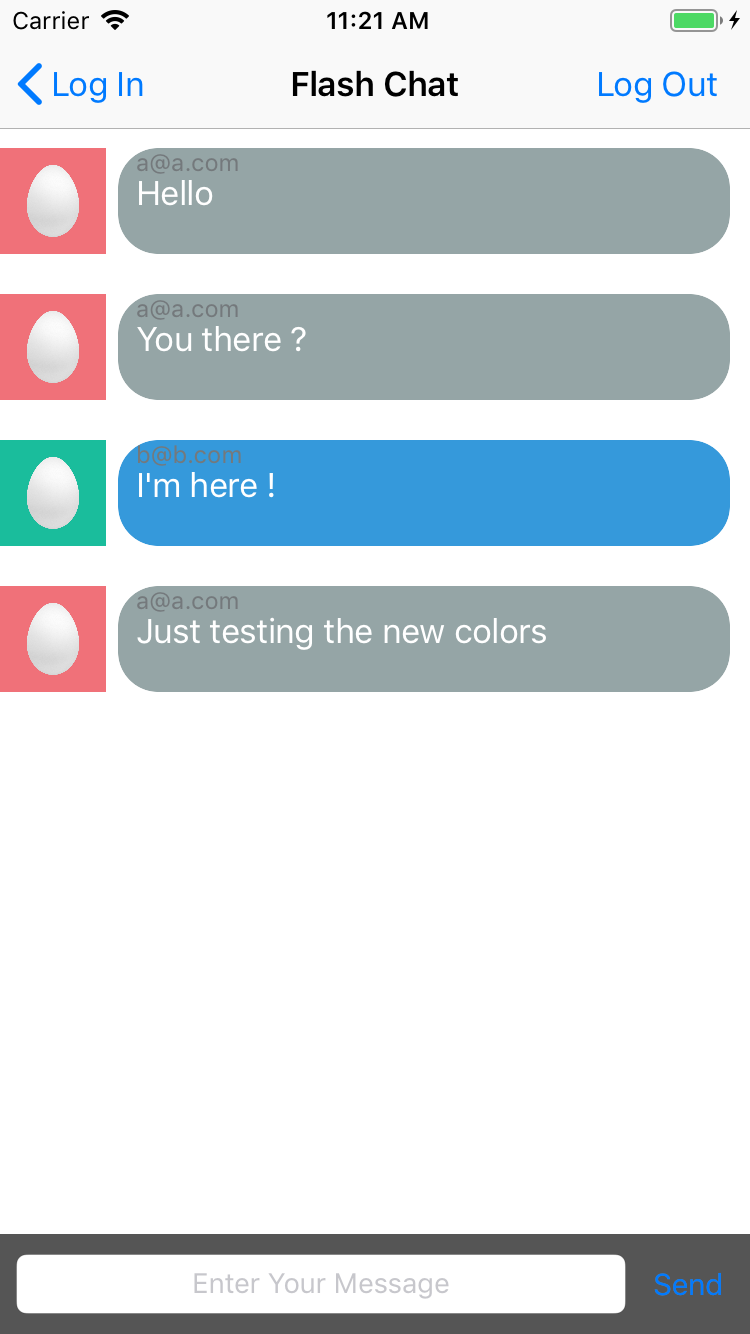 Carrier 11:21 AM
Log In Flash Chat Log Out
a@a.com
Hello
a@a.com
You there ?
b@b.com
I'm here !
a@a.com
Just testing the new colors
Enter Your Message Send